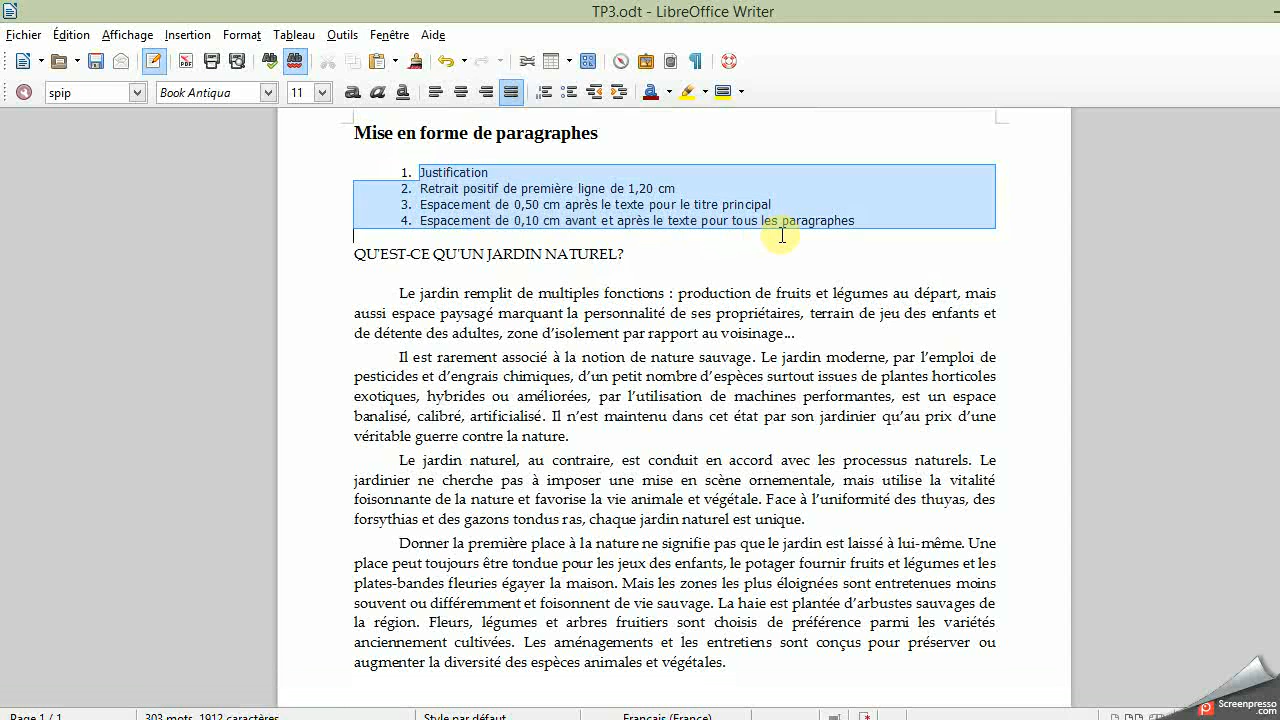 TP3.odt - LibreOffice Writer
Fichier Édition Affichage Insertion Format Tableau Outils Fenêtre Aide
spip Book Antiqua 11
Mise en forme de paragraphes
1. Justification
2. Retrait positif de première ligne de 1,20 cm
3. Espacement de 0,50 cm après le texte pour le titre principal
4. Espacement de 0,10 cm avant et après le texte pour tous les paragraphes
QU'EST-CE QU'UN JARDIN NATUREL?
Le jardin remplit de multiples fonctions : production de fruits et légumes au départ, mais
aussi espace paysagé marquant la personnalité de ses propriétaires, terrain de jeu des enfants et
de détente des adultes, zone d’isolement par rapport au voisinage...
Il est rarement associé à la notion de nature sauvage. Le jardin moderne, par l’emploi de
pesticides et d’engrais chimiques, d’un petit nombre d’espèces surtout issues de plantes horticoles
exotiques, hybrides ou améliorées, par l’utilisation de machines performantes, est un espace
banalisé, calibré, artificialisé. Il n’est maintenu dans cet état par son jardinier qu’au prix d’une
véritable guerre contre la nature.
Le jardin naturel, au contraire, est conduit en accord avec les processus naturels. Le
jardinier ne cherche pas à imposer une mise en scène ornementale, mais utilise la vitalité
foisonnante de la nature et favorise la vie animale et végétale. Face à l’uniformité des thuyas, des
forsythias et des gazons tondus ras, chaque jardin naturel est unique.
Donner la première place à la nature ne signifie pas que le jardin est laissé à lui-même. Une
place peut toujours être tondue pour les jeux des enfants, le potager fournir fruits et légumes et les
plates-bandes fleuries égayer la maison. Mais les zones les plus éloignées sont entretenues moins
souvent ou différemment et foisonnent de vie sauvage. La haie est plantée d’arbustes sauvages de
la région. Fleurs, légumes et arbres fruitiers sont choisis de préférence parmi les variétés
anciennement cultivées. Les aménagements et les entretiens sont conçus pour préserver ou
augmenter la diversité des espèces animales et végétales.
Page 1 / 1 303 mots, 1912 caractères Style par défaut Français (France)
Screenpresso
.com